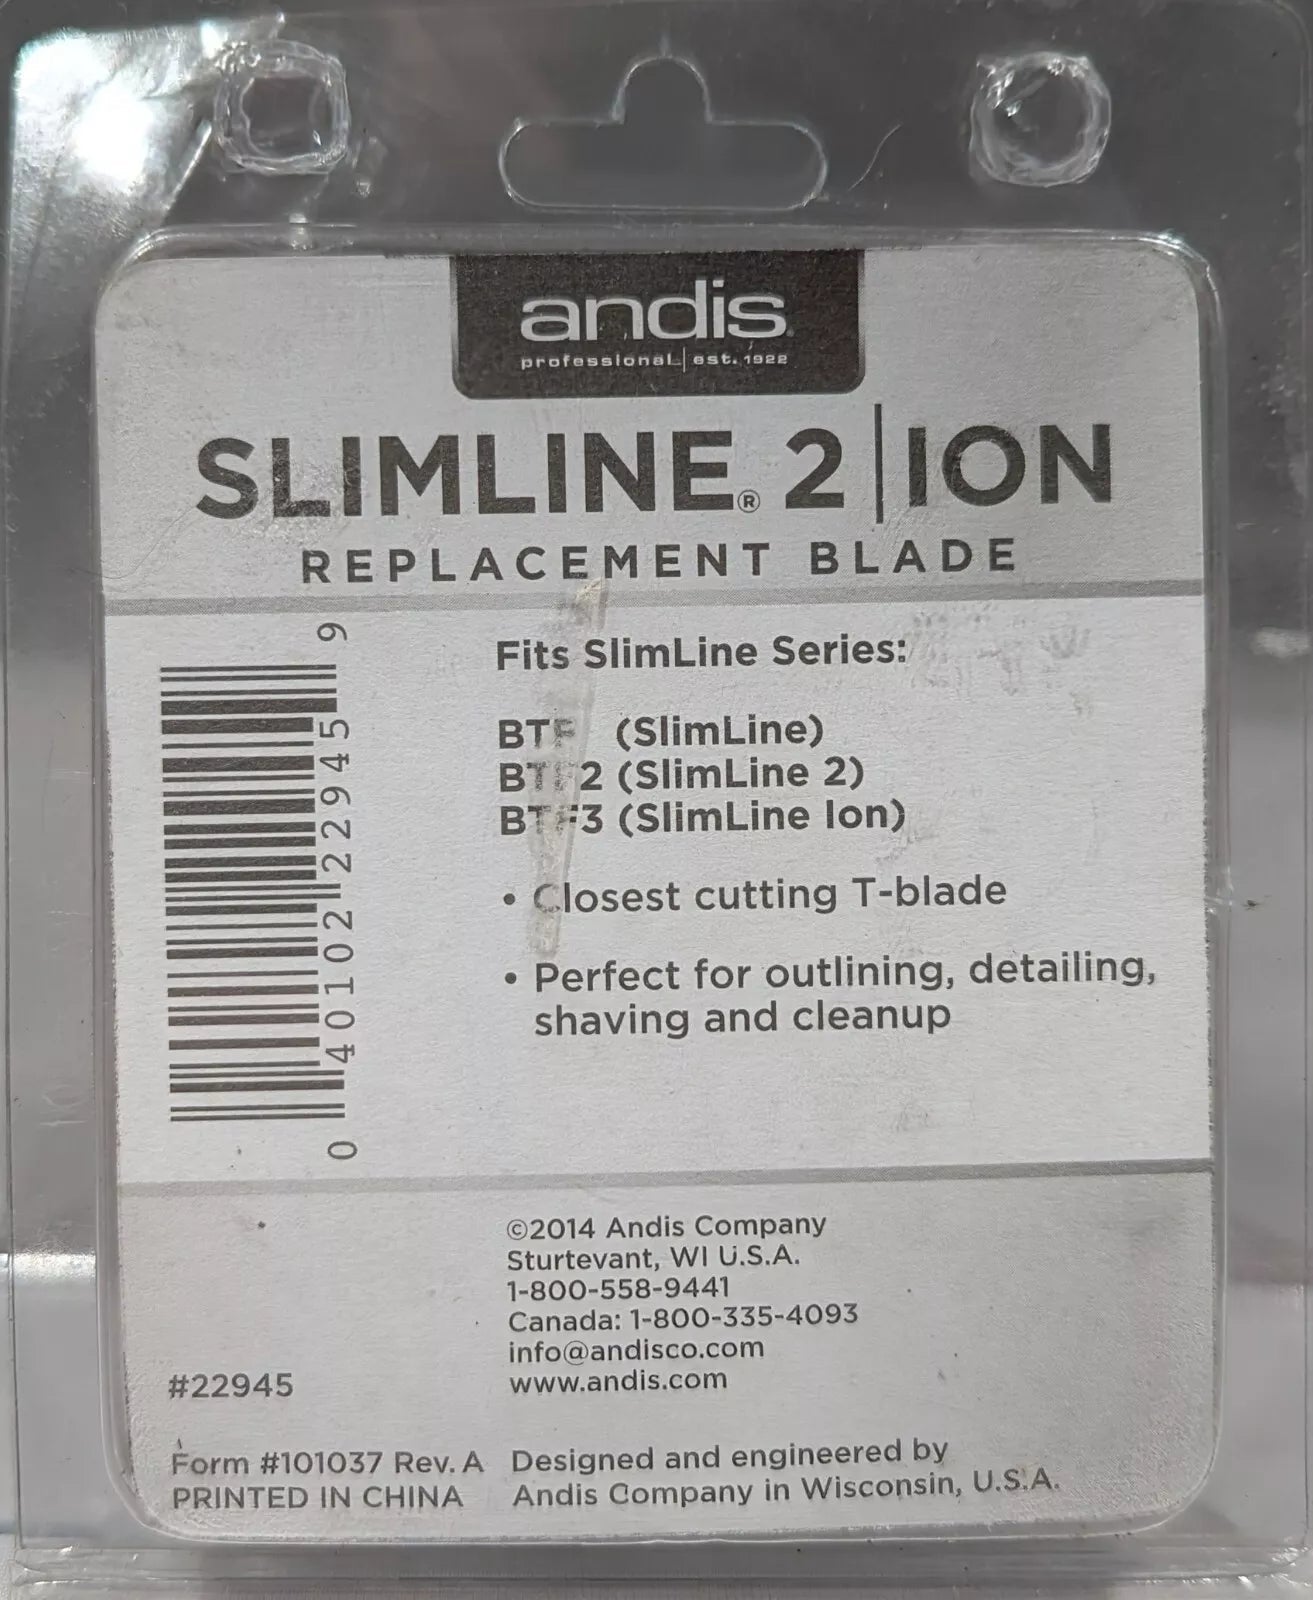 andis
professional | est. 1922
SLIMLINE® 2 | ION
REPLACEMENT BLADE
0 40102 22945 9
Fits SlimLine Series:
BTF (SlimLine)
BTF2 (SlimLine 2)
BTF3 (SlimLine Ion)
• Closest cutting T-blade
• Perfect for outlining, detailing,
shaving and cleanup
©2014 Andis Company
Sturtevant, WI U.S.A.
1-800-558-9441
Canada: 1-800-335-4093
info@andisco.com
www.andis.com
#22945
Form #101037 Rev. A
PRINTED IN CHINA
Designed and engineered by
Andis Company in Wisconsin, U.S.A.